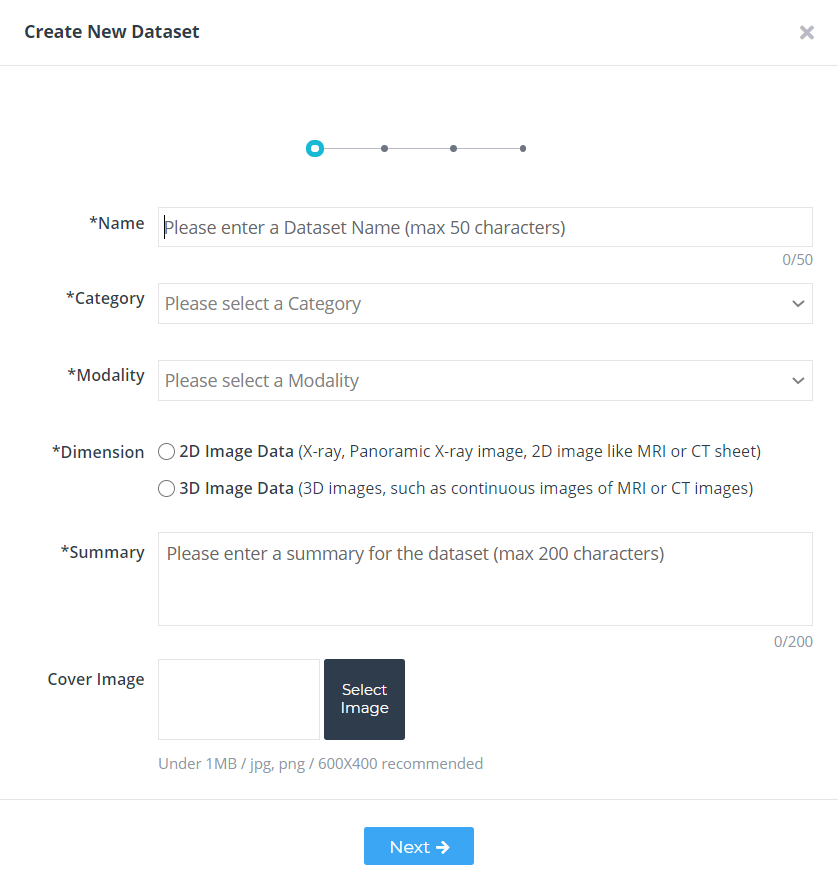 Create New Dataset
*Name
Please enter a Dataset Name (max 50 characters)
0/50
*Category
Please select a Category
*Modality
Please select a Modality
*Dimension
2D Image Data (X-ray, Panoramic X-ray image, 2D image like MRI or CT sheet)
3D Image Data (3D images, such as continuous images of MRI or CT images)
*Summary
Please enter a summary for the dataset (max 200 characters)
0/200
Cover Image
Select
Image
Under 1MB / jpg, png / 600X400 recommended
Next